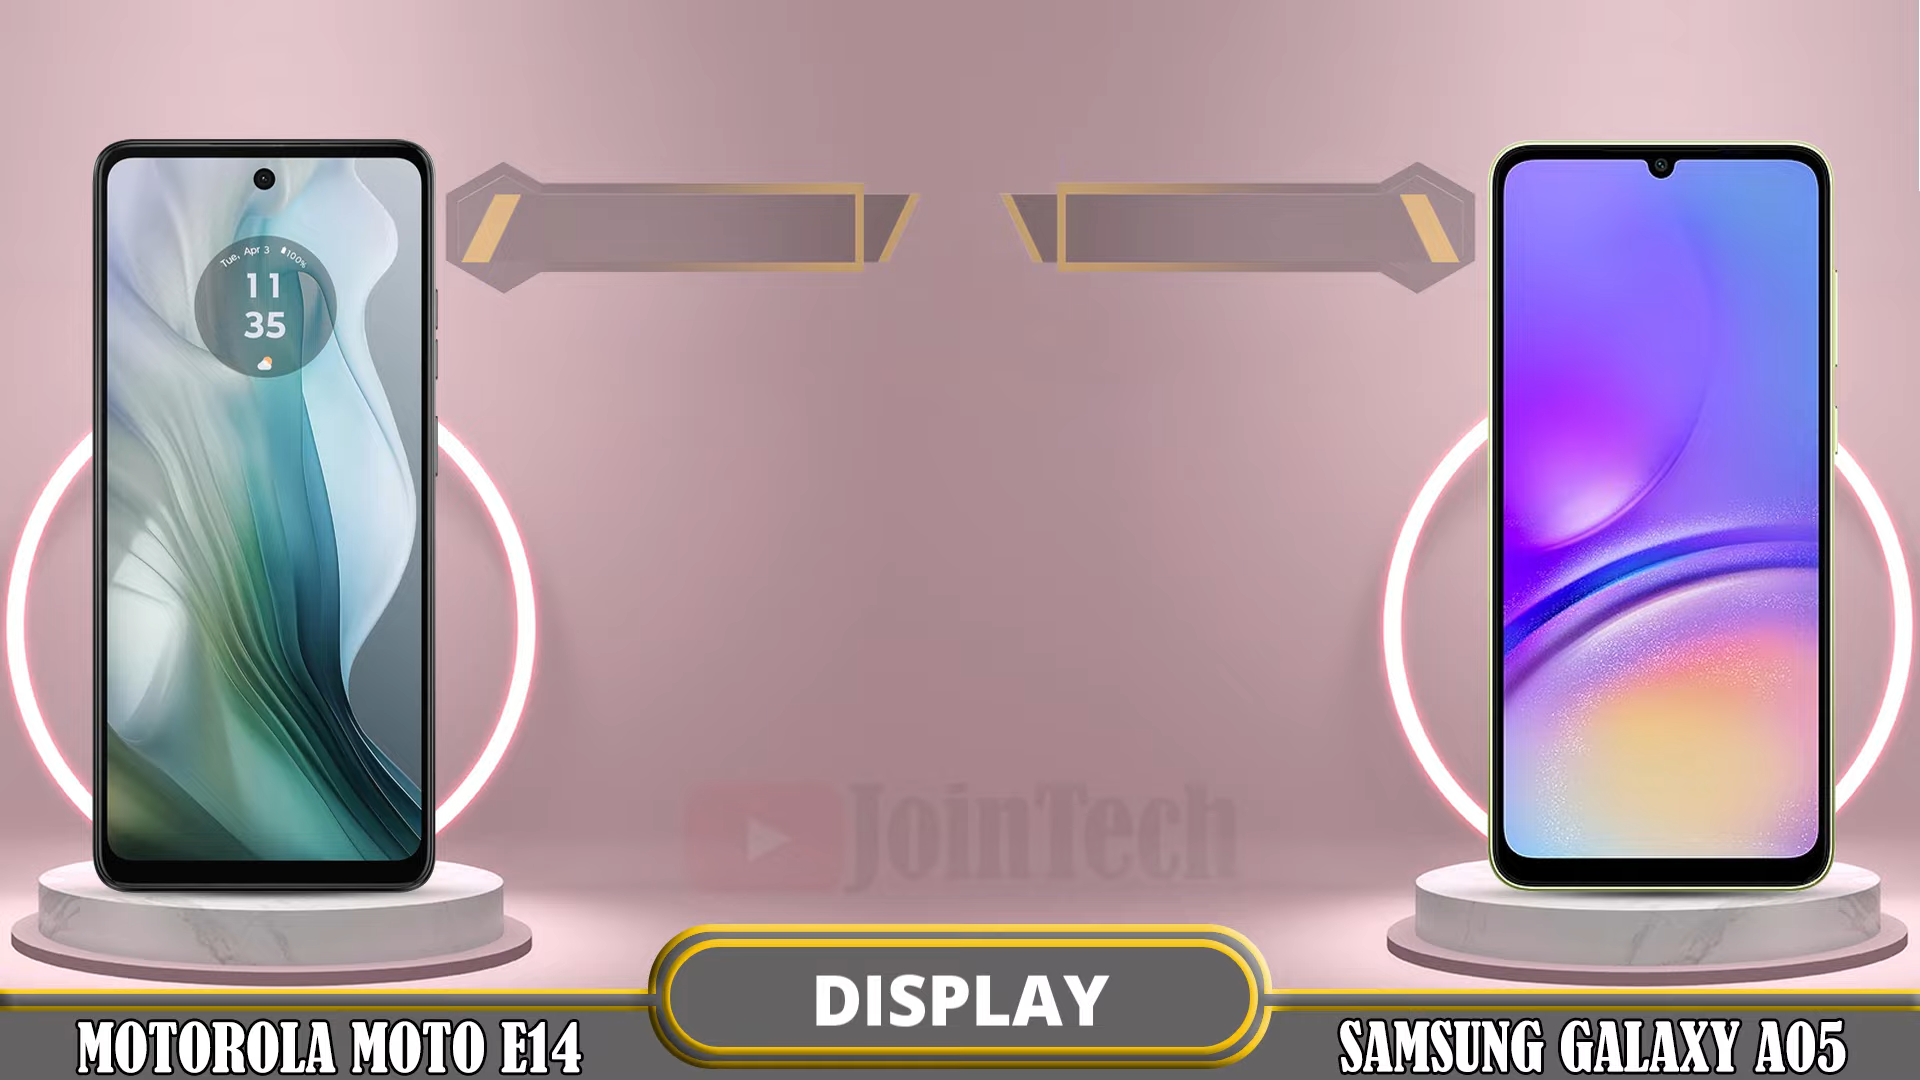 Tue, Apr 3 100%
11
35
JoinTech
DISPLAY
MOTOROLA MOTO E14
SAMSUNG GALAXY A05